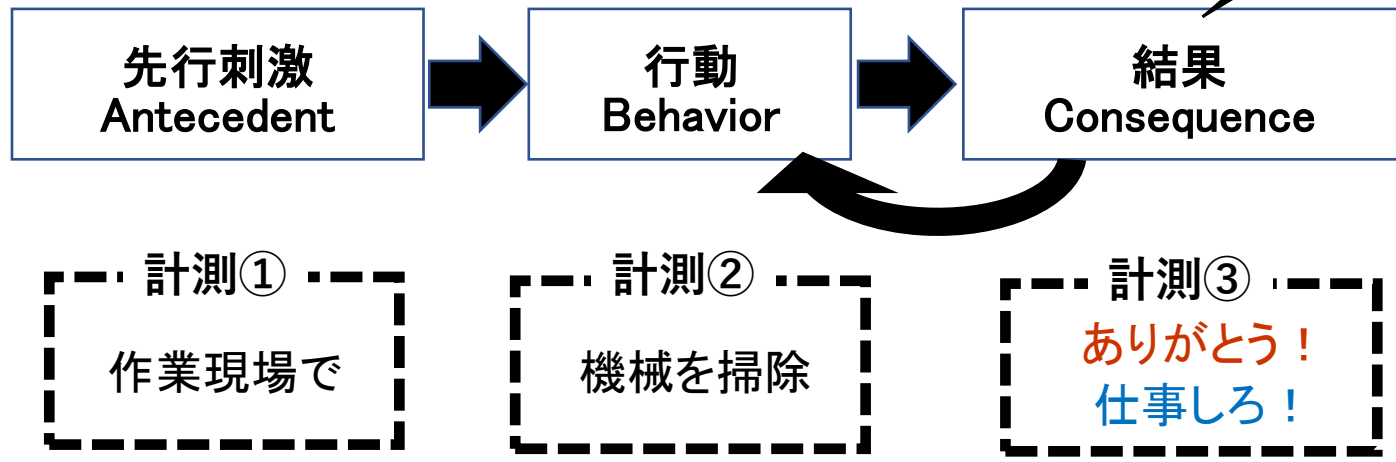 先行刺激
Antecedent
行動
Behavior
結果
Consequence
計測①
作業現場で
計測②
機械を掃除
計測③
ありがとう！
仕事しろ！